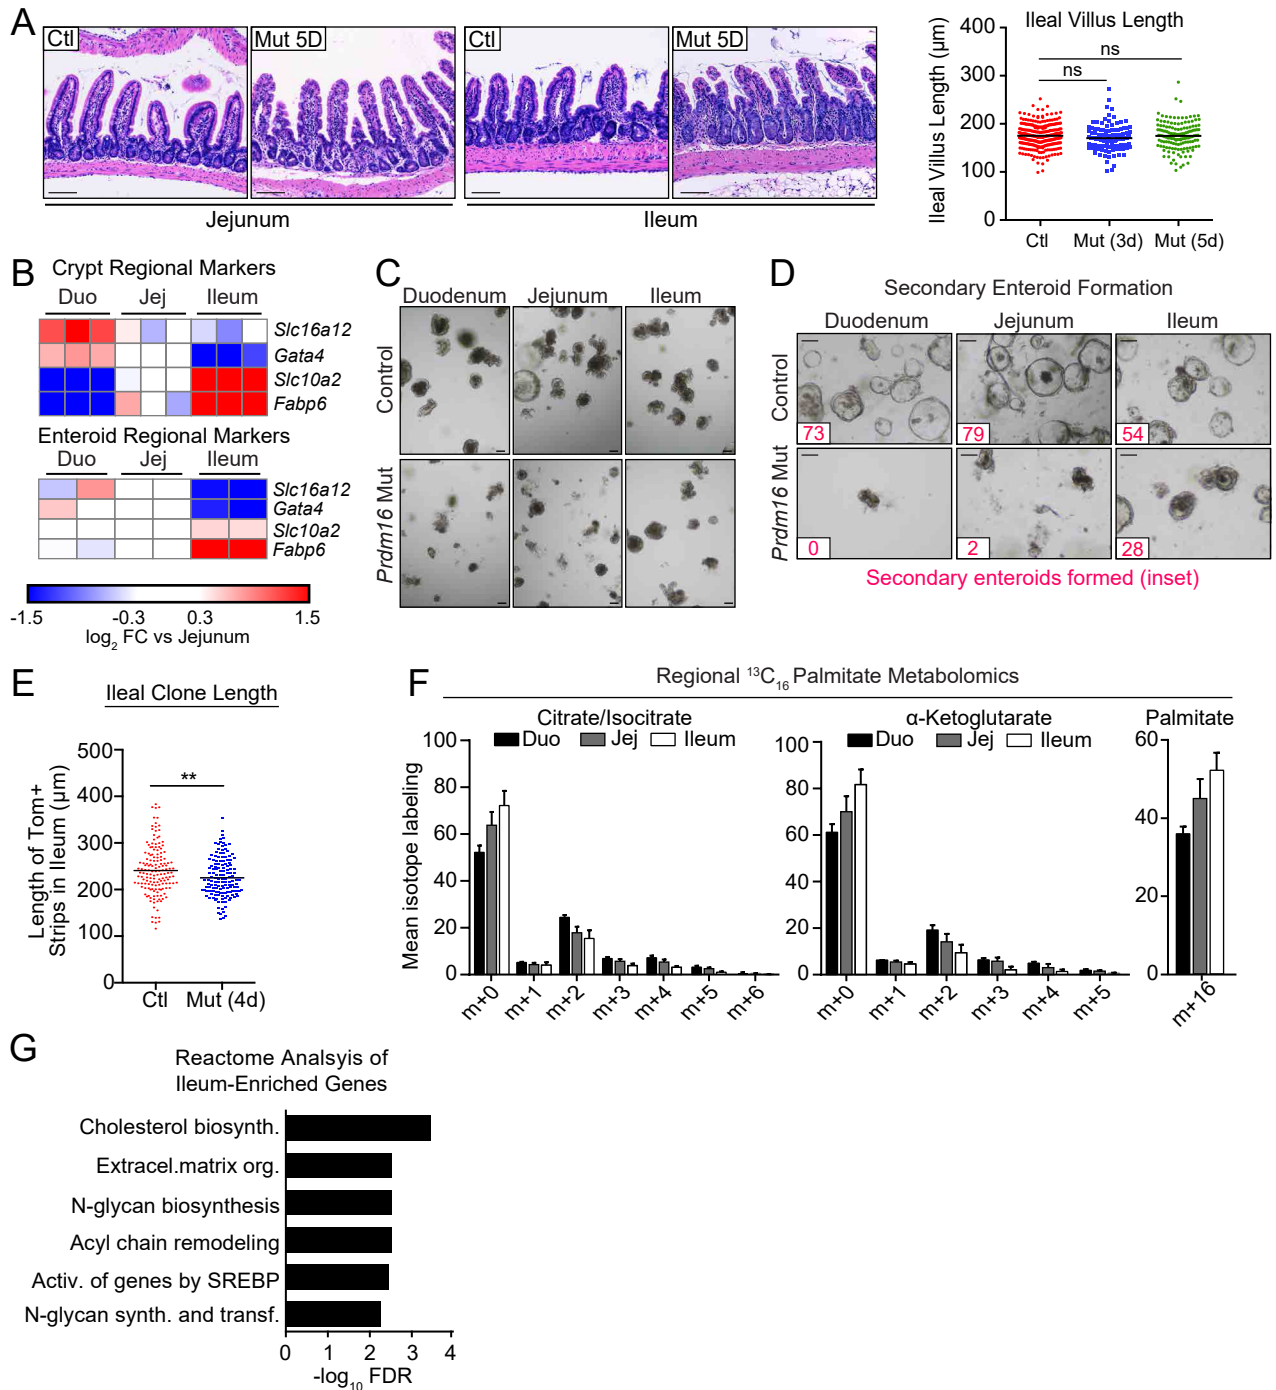 A
Ctl
Mut 5D
Ctl
Mut 5D
Jejunum
Ileum
Ileal Villus Length
Ileal Villus Length (μm)
400
300
200
100
0
ns
ns
Ctl
Mut (3d)
Mut (5d)
B
Crypt Regional Markers
Duo
Jej
Ileum
Slc16a12
Gata4
Slc10a2
Fabp6
Enteroid Regional Markers
Duo
Jej
Ileum
Slc16a12
Gata4
Slc10a2
Fabp6
-1.5
-0.3
0.3
1.5
log2 FC vs Jejunum
C
Duodenum
Jejunum
Ileum
Control
Prdm16 Mut
D
Secondary Enteroid Formation
Duodenum
Jejunum
Ileum
Control
73
79
54
Prdm16 Mut
0
2
28
Secondary enteroids formed (inset)
E
Ileal Clone Length
Length of Tom+
Strips in Ileum (μm)
500
400
300
200
100
0
**
Ctl
Mut (4d)
F
Regional 13C16 Palmitate Metabolomics
Citrate/Isocitrate
Duo
Jej
Ileum
Mean isotope labeling
100
80
60
40
20
0
m+0
m+1
m+2
m+3
m+4
m+5
m+6
α-Ketoglutarate
Duo
Jej
Ileum
100
80
60
40
20
0
m+0
m+1
m+2
m+3
m+4
m+5
Palmitate
60
40
20
0
m+16
G
Reactome Analsyis of
Ileum-Enriched Genes
Cholesterol biosynth.
Extracel.matrix org.
N-glycan biosynthesis
Acyl chain remodeling
Activ. of genes by SREBP
N-glycan synth. and transf.
0
1
2
3
4
-log10 FDR